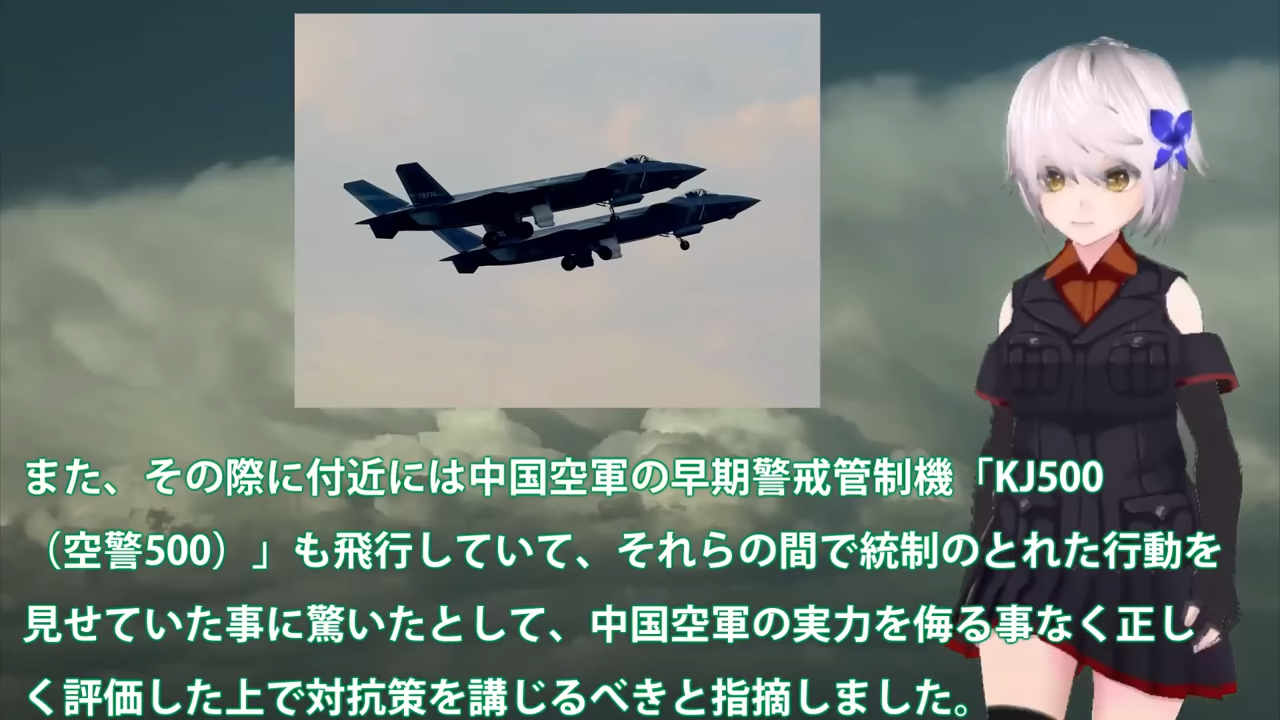 また、その際に付近には中国空軍の早期警戒管制機「KJ500
（空警500）」も飛行していて、それらの間で統制のとれた行動を
見せていた事に驚いたとして、中国空軍の実力を侮る事なく正し
く評価した上で対抗策を講じるべきと指摘しました。